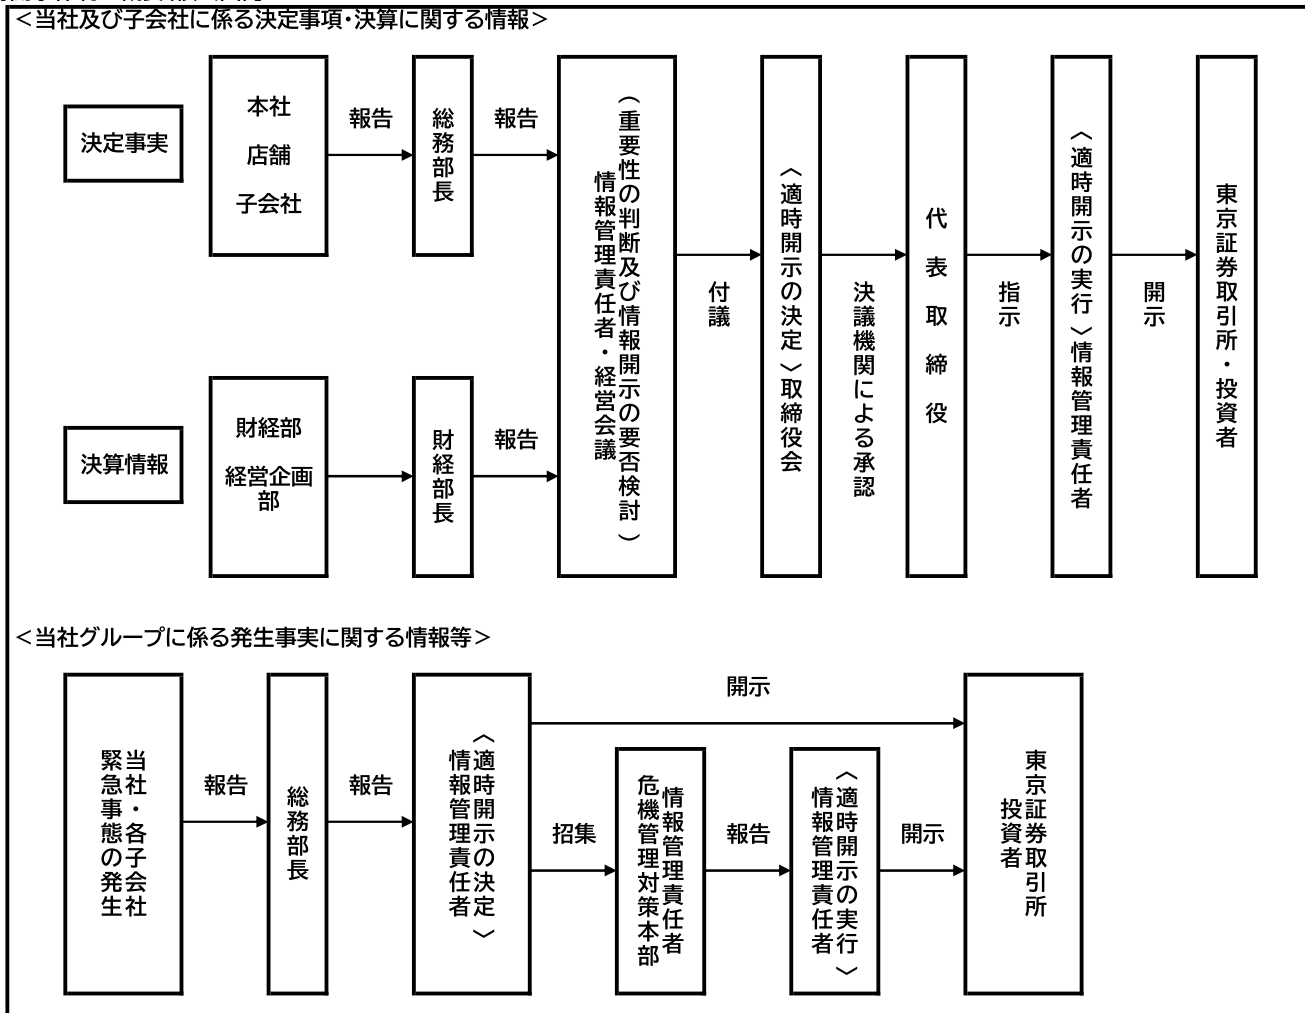 ＜当社及び子会社に係る決定事項・決算に関する情報＞
決定事実
本社
店舗
子会社
報告
総務部長
報告
決算情報
財経部
経営企画
部
財経部長
報告
（重要性の判断及び情報開示の要否検討）
情報管理責任者・経営会議
付議
〈適時開示の決定〉取締役会
決議機関による承認
代表取締役
指示
〈適時開示の実行〉情報管理責任者
開示
東京証券取引所・投資者
＜当社グループに係る発生事実に関する情報等＞
当社・各子会社
緊急事態の発生
報告
総務部長
報告
〈適時開示の決定〉
情報管理責任者
開示
招集
情報管理責任者
危機管理対策本部
報告
〈適時開示の実行〉
情報管理責任者
開示
東京証券取引所
投資者